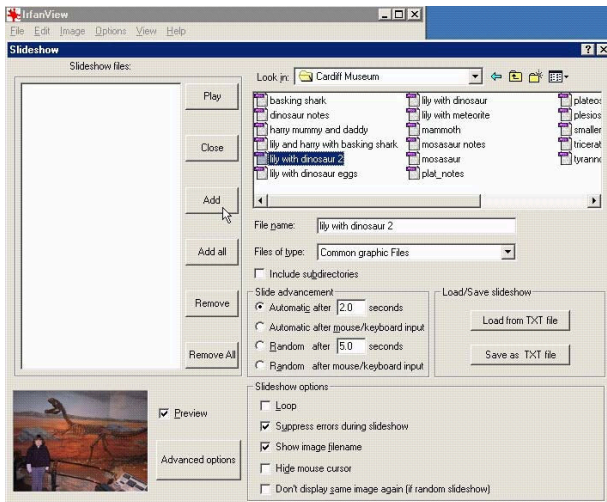 IrfanView
File Edit Image Options View Help
Slideshow
Slideshow files:
Play
Close
Add
Add all
Remove
Remove All
Look in: Cardiff Museum
basking shark
dinosaur notes
harry mummy and daddy
lily and harry with basking shark
lily with dinosaur 2
lily with dinosaur eggs
lily with dinosaur
lily with meteorite
mammoth
mosasaur notes
mosasaur
plat_notes
plateos
plesios
smaller
tricerat
tyranno
File name: lily with dinosaur 2
Files of type: Common graphic Files
Include subdirectories
Slide advancement
Automatic after 2.0 seconds
Automatic after mouse/keyboard input
Random after 5.0 seconds
Random after mouse/keyboard input
Load/Save slideshow
Load from TXT file
Save as TXT file
Preview
Advanced options
Slideshow options
Loop
Suppress errors during slideshow
Show image filename
Hide mouse cursor
Don't display same image again (if random slideshow)